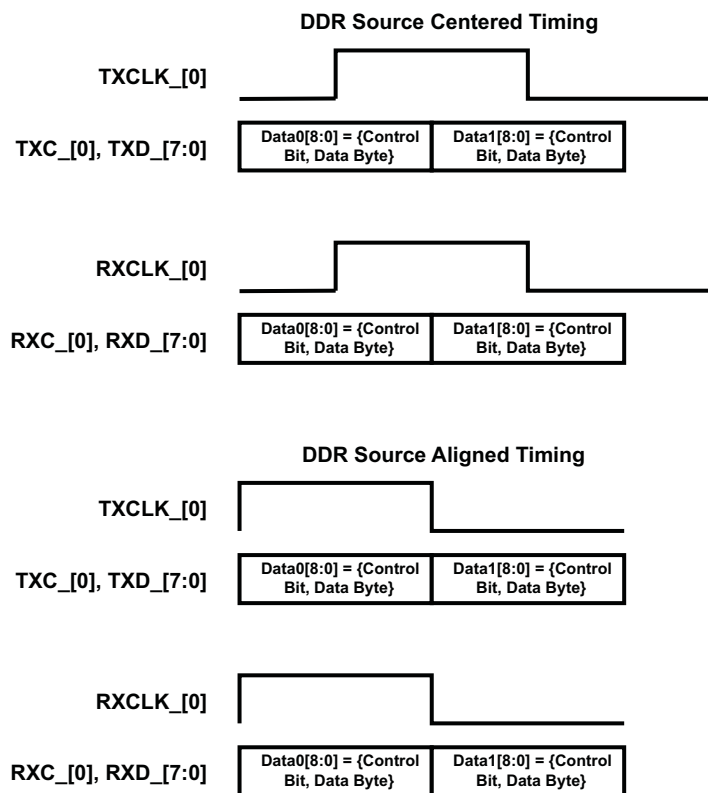 DDR Source Centered Timing
TXCLK_[0]
TXC_[0], TXD_[7:0]
Data0[8:0] = {Control
Bit, Data Byte}
Data1[8:0] = {Control
Bit, Data Byte}
RXCLK_[0]
RXC_[0], RXD_[7:0]
Data0[8:0] = {Control
Bit, Data Byte}
Data1[8:0] = {Control
Bit, Data Byte}
DDR Source Aligned Timing
TXCLK_[0]
TXC_[0], TXD_[7:0]
Data0[8:0] = {Control
Bit, Data Byte}
Data1[8:0] = {Control
Bit, Data Byte}
RXCLK_[0]
RXC_[0], RXD_[7:0]
Data0[8:0] = {Control
Bit, Data Byte}
Data1[8:0] = {Control
Bit, Data Byte}